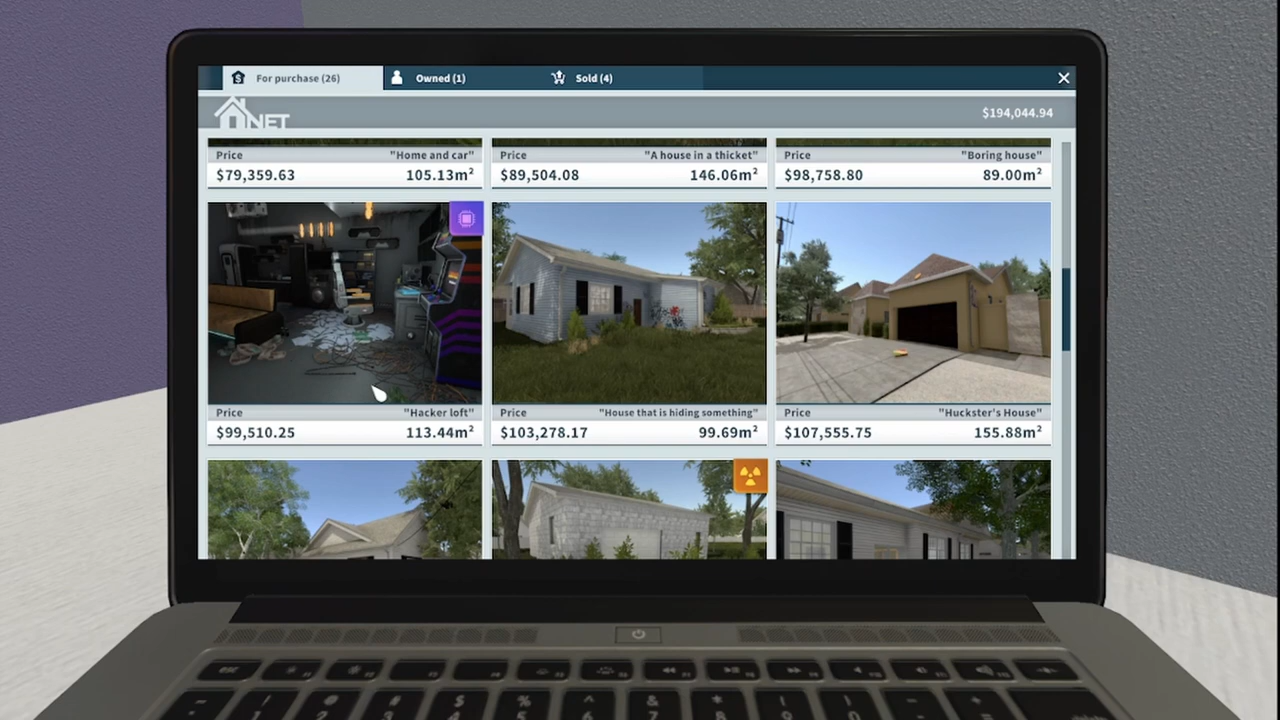 For purchase (26)
Owned (1)
Sold (4)
NET
$194,044.94
Price "Home and car"
$79,359.63 105.13m²
Price "A house in a thicket"
$89,504.08 146.06m²
Price "Boring house"
$98,758.80 89.00m²
Price "Hacker loft"
$99,510.25 113.44m²
Price "House that is hiding something"
$103,278.17 99.69m²
Price "Huckster's House"
$107,555.75 155.88m²
esc